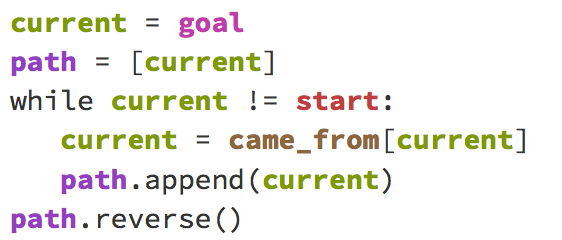 current = goal
path = [current]
while current != start:
   current = came_from[current]
   path.append(current)
path.reverse()